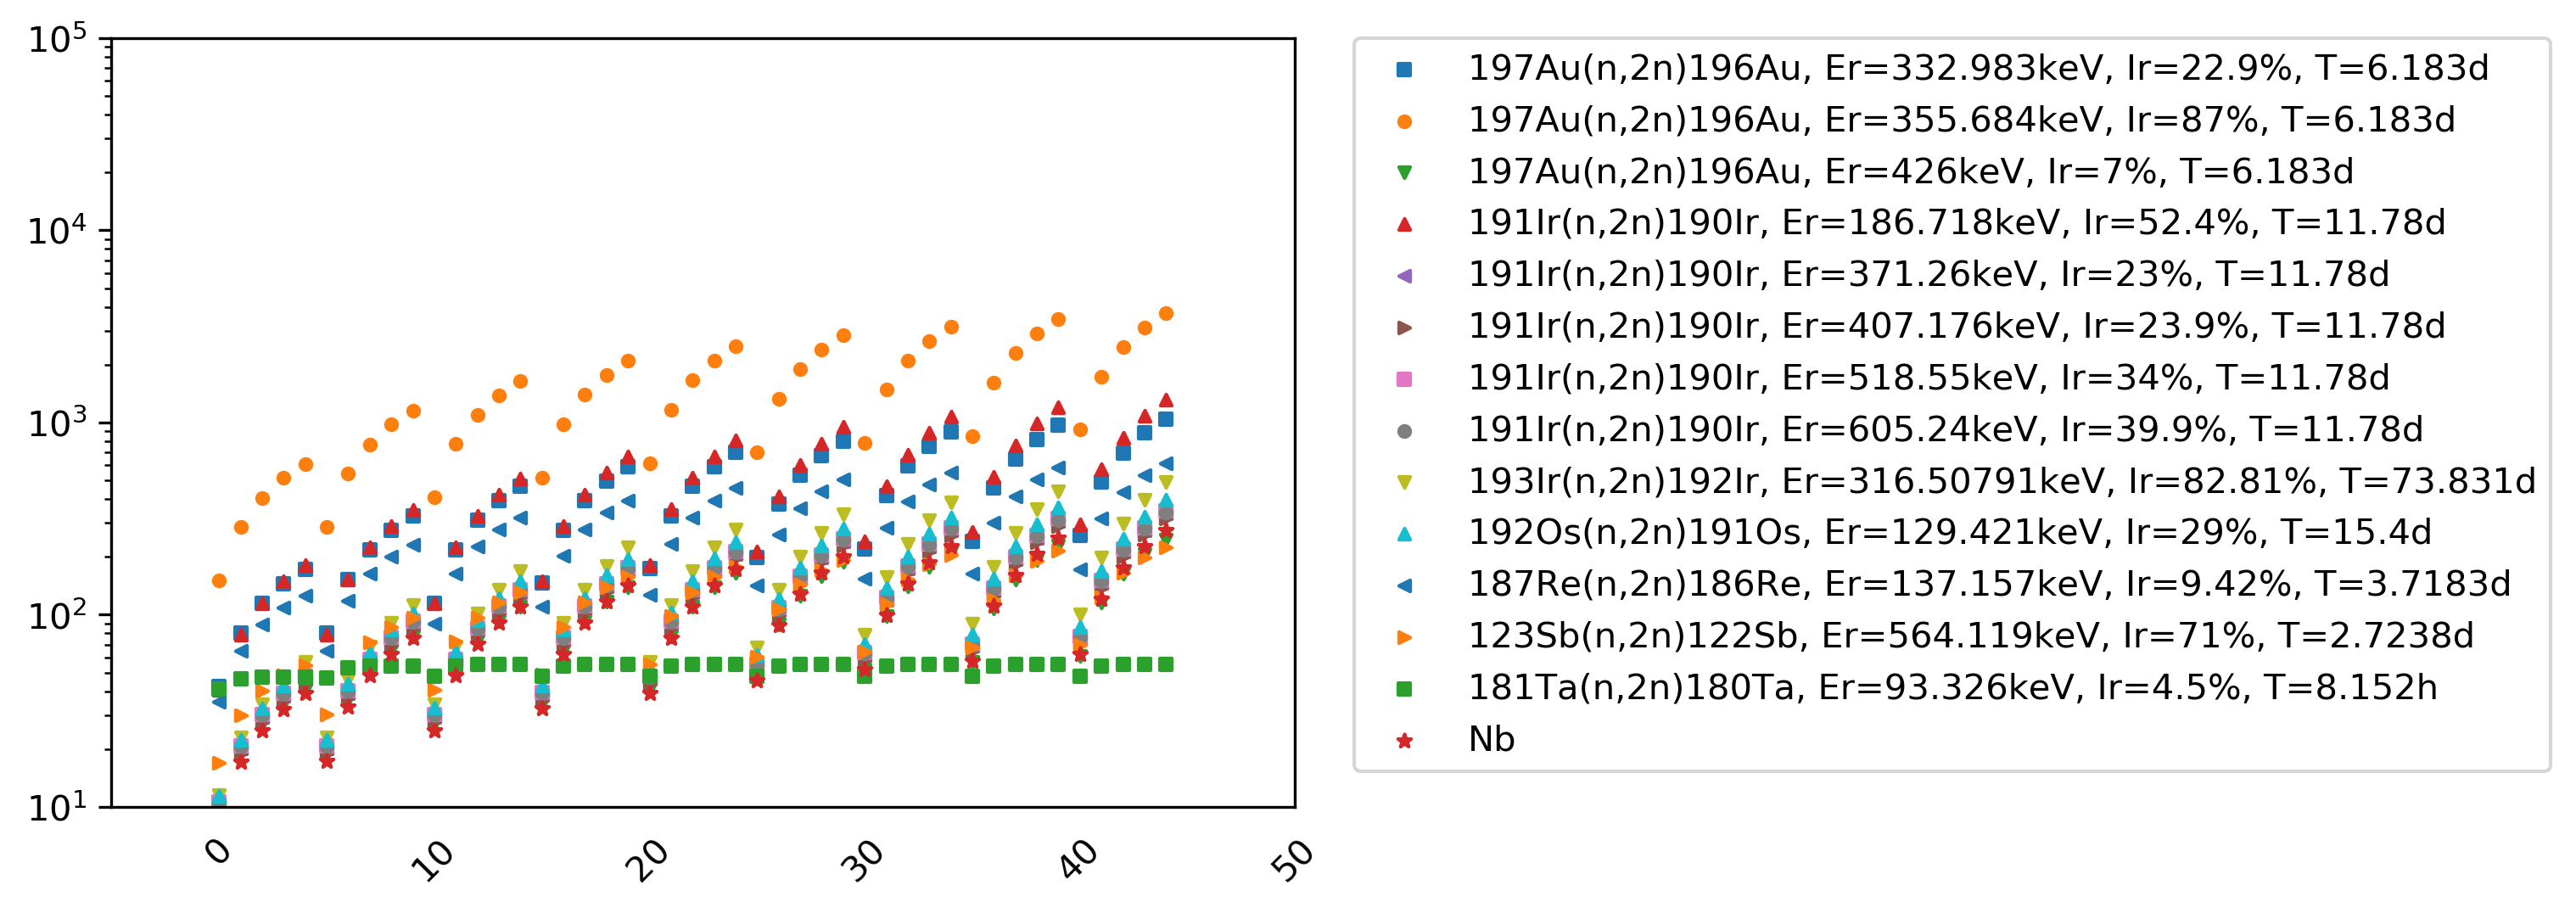 10^5
10^4
10^3
10^2
10^1
0
10
20
30
40
50
197Au(n,2n)196Au, Er=332.983keV, Ir=22.9%, T=6.183d
197Au(n,2n)196Au, Er=355.684keV, Ir=87%, T=6.183d
197Au(n,2n)196Au, Er=426keV, Ir=7%, T=6.183d
191Ir(n,2n)190Ir, Er=186.718keV, Ir=52.4%, T=11.78d
191Ir(n,2n)190Ir, Er=371.26keV, Ir=23%, T=11.78d
191Ir(n,2n)190Ir, Er=407.176keV, Ir=23.9%, T=11.78d
191Ir(n,2n)190Ir, Er=518.55keV, Ir=34%, T=11.78d
191Ir(n,2n)190Ir, Er=605.24keV, Ir=39.9%, T=11.78d
193Ir(n,2n)192Ir, Er=316.50791keV, Ir=82.81%, T=73.831d
192Os(n,2n)191Os, Er=129.421keV, Ir=29%, T=15.4d
187Re(n,2n)186Re, Er=137.157keV, Ir=9.42%, T=3.7183d
123Sb(n,2n)122Sb, Er=564.119keV, Ir=71%, T=2.7238d
181Ta(n,2n)180Ta, Er=93.326keV, Ir=4.5%, T=8.152h
Nb